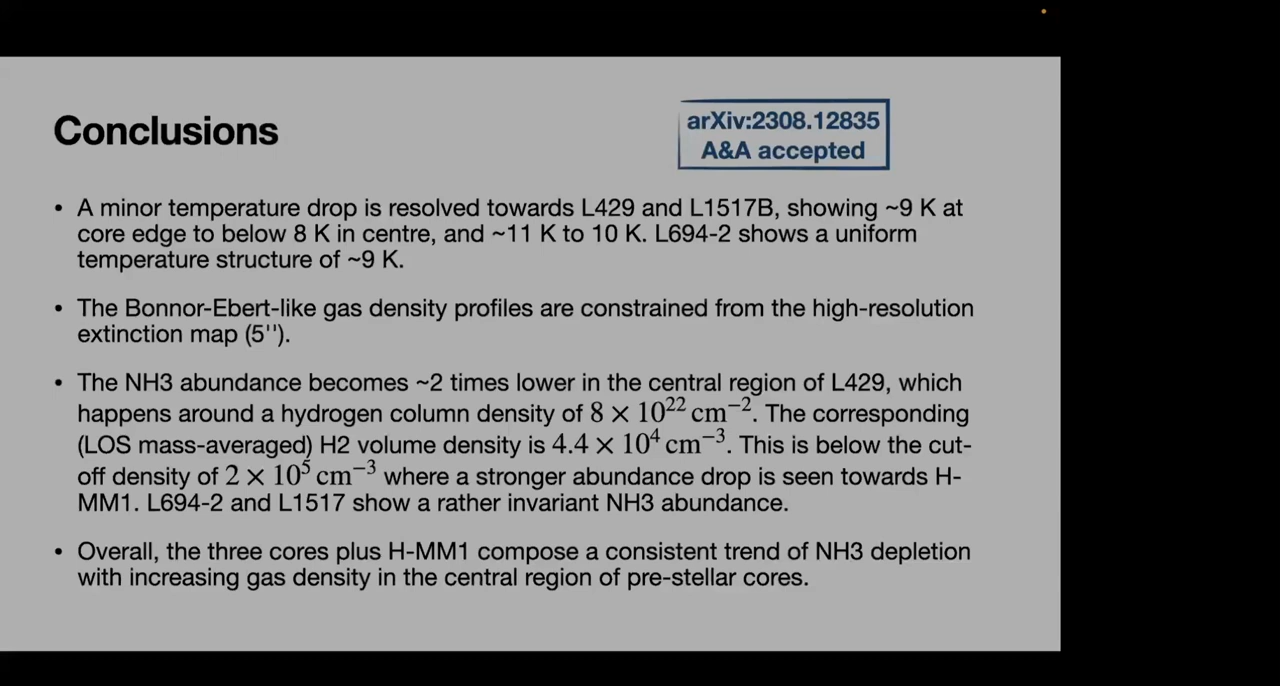 Conclusions
arXiv:2308.12835
A&A accepted
• A minor temperature drop is resolved towards L429 and L1517B, showing ~9 K at
core edge to below 8 K in centre, and ~11 K to 10 K. L694-2 shows a uniform
temperature structure of ~9 K.
• The Bonnor-Ebert-like gas density profiles are constrained from the high-resolution
extinction map (5'').
• The NH3 abundance becomes ~2 times lower in the central region of L429, which
happens around a hydrogen column density of 8 × 10²² cm⁻². The corresponding
(LOS mass-averaged) H2 volume density is 4.4 × 10⁴ cm⁻³. This is below the cut-
off density of 2 × 10⁵ cm⁻³ where a stronger abundance drop is seen towards H-
MM1. L694-2 and L1517 show a rather invariant NH3 abundance.
• Overall, the three cores plus H-MM1 compose a consistent trend of NH3 depletion
with increasing gas density in the central region of pre-stellar cores.